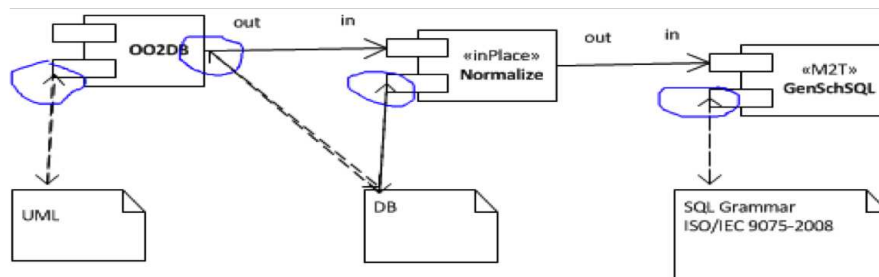 out
in
OO2DB
«inPlace»
Normalize
out
in
«M2T»
GenSchSQL
UML
DB
SQL Grammar
ISO/IEC 9075-2008